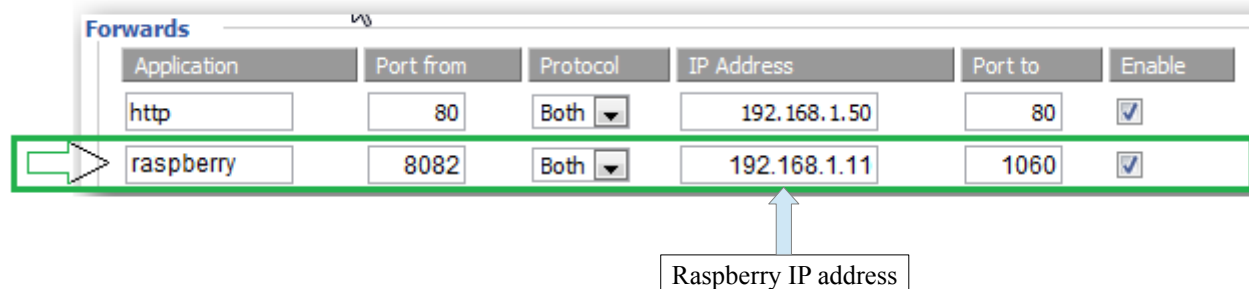 Forwards
Application Port from Protocol IP Address Port to Enable
http 80 Both 192.168.1.50 80
raspberry 8082 Both 192.168.1.11 1060
Raspberry IP address